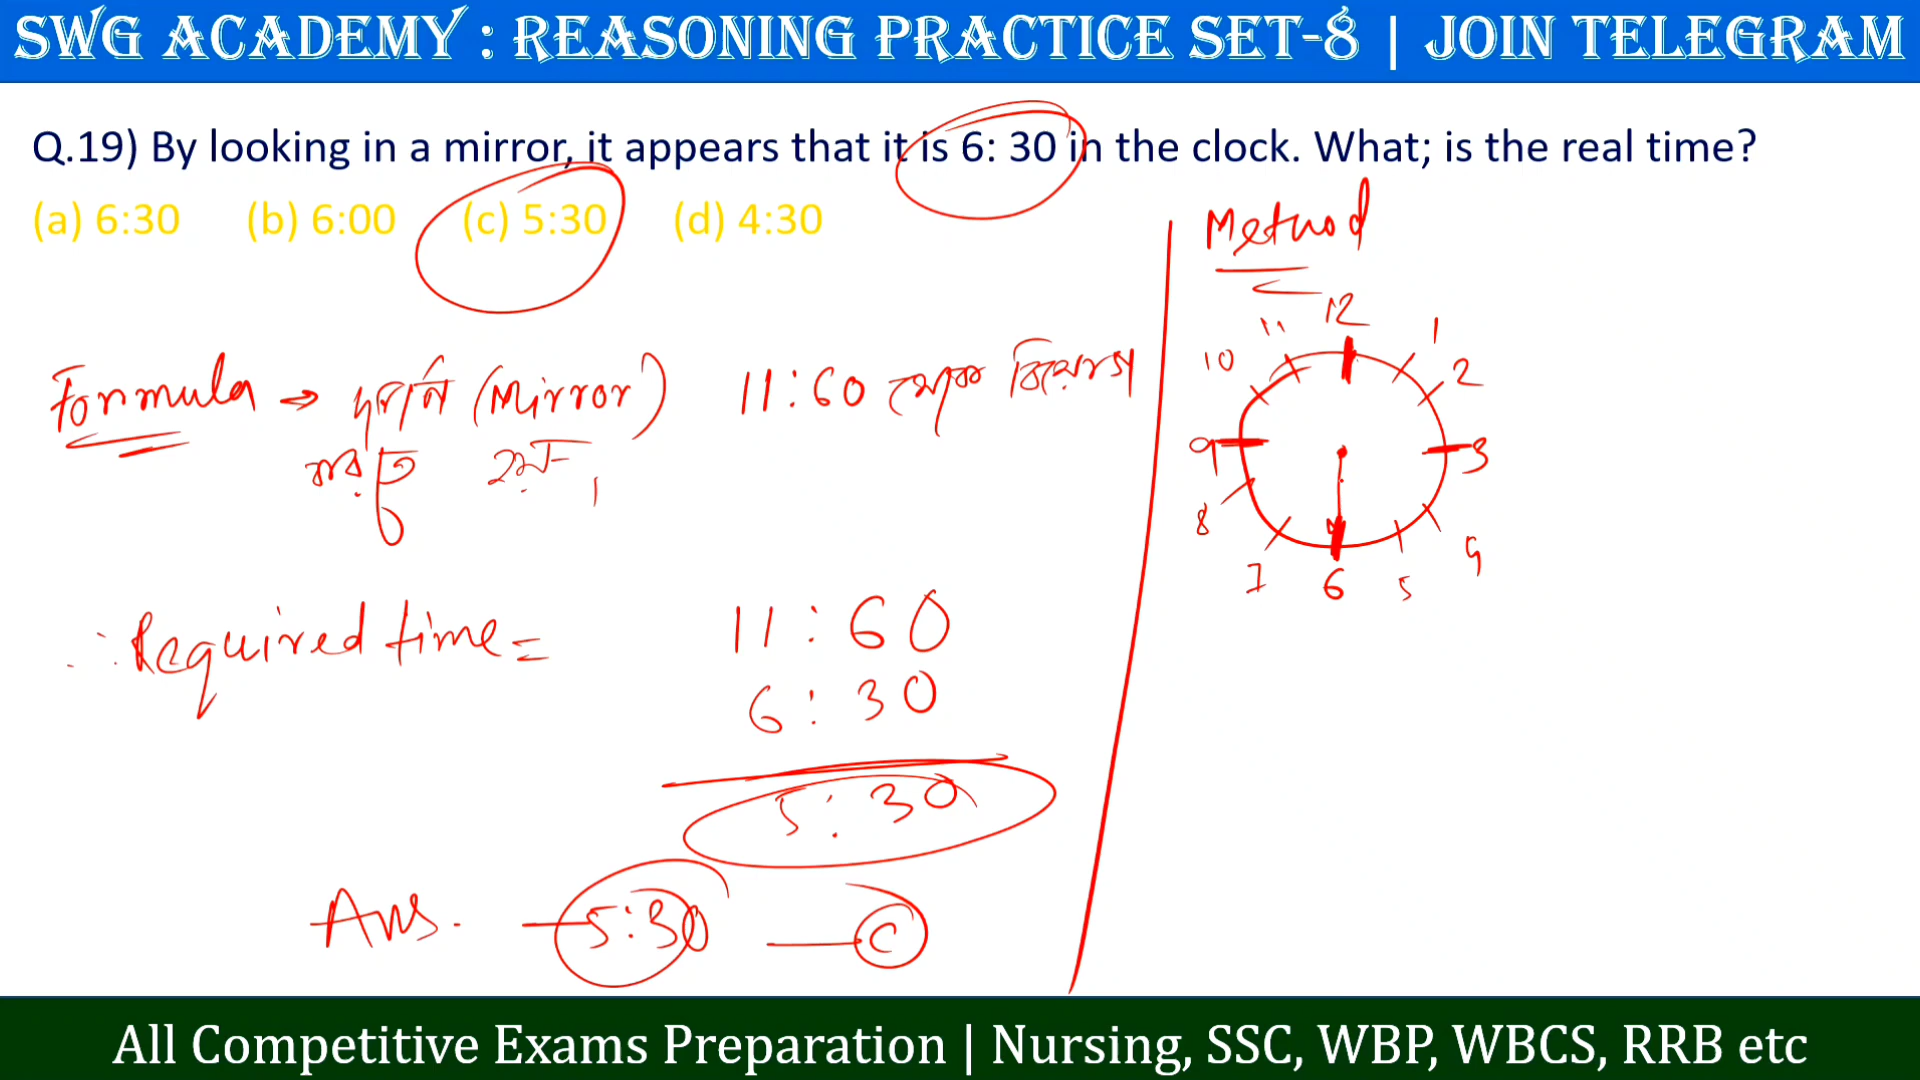 SWG ACADEMY : REASONING PRACTICE SET-8 | JOIN TELEGRAM
Q.19) By looking in a mirror, it appears that it is 6: 30 in the clock. What; is the real time?
(a) 6:30 (b) 6:00 (c) 5:30 (d) 4:30
Method
Formula → (Mirror) 11:60 থেকে বিয়োগ
করতে হয়।
∴ Required time = 11:60
6:30
5:30
Ans. 5:30 C
12
11 1
10 2
9 3
8 4
7 6 5
All Competitive Exams Preparation | Nursing, SSC, WBP, WBCS, RRB etc